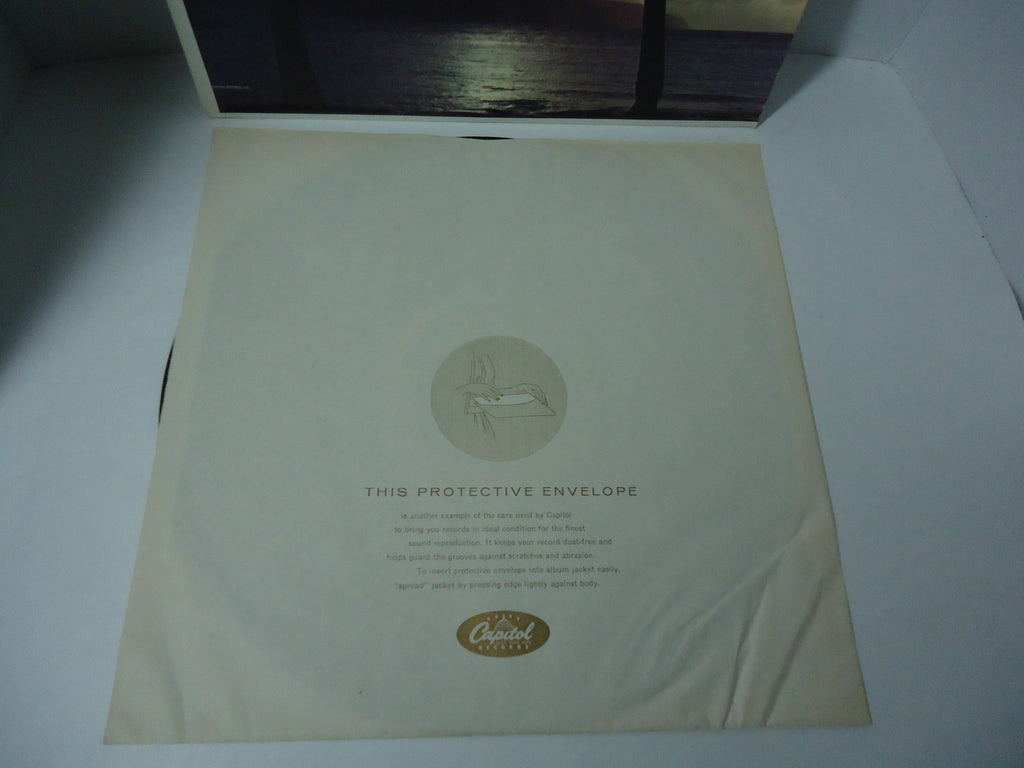 THIS PROTECTIVE ENVELOPE
is another example of the care used by Capitol
to bring you records in ideal condition for the finest
sound reproduction. It keeps your record dust-free and
helps guard the grooves against scratches and abrasion.
To insert protective envelope into album jacket easily,
"spread" jacket by pressing edge lightly against body.
Capitol
RECORDS